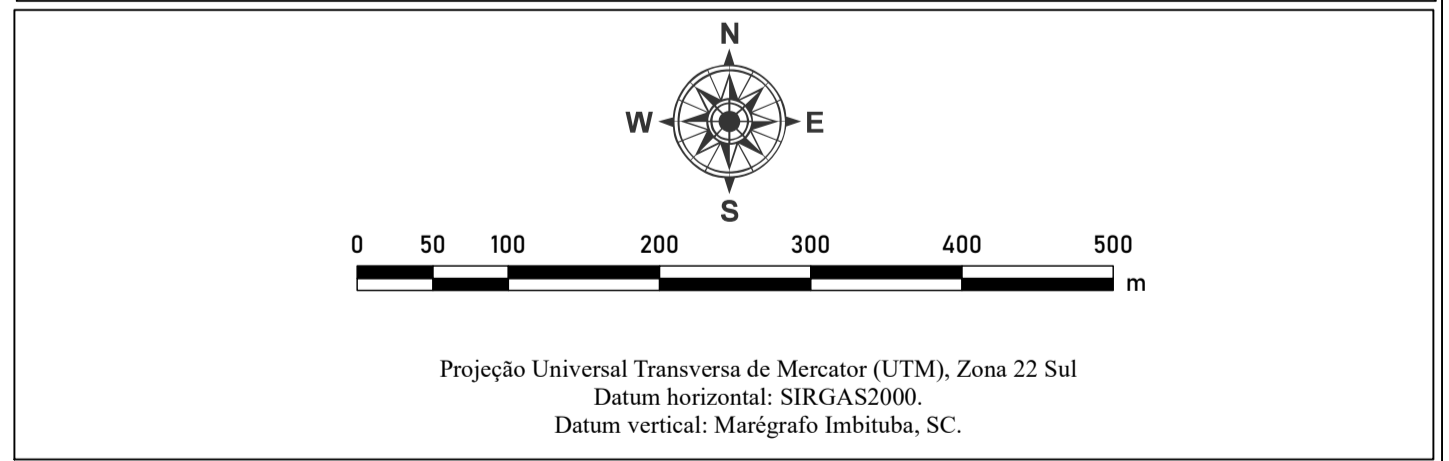 N
W E
S
0 50 100 200 300 400 500
m
Projeção Universal Transversa de Mercator (UTM), Zona 22 Sul
Datum horizontal: SIRGAS2000.
Datum vertical: Marégrafo Imbituba, SC.